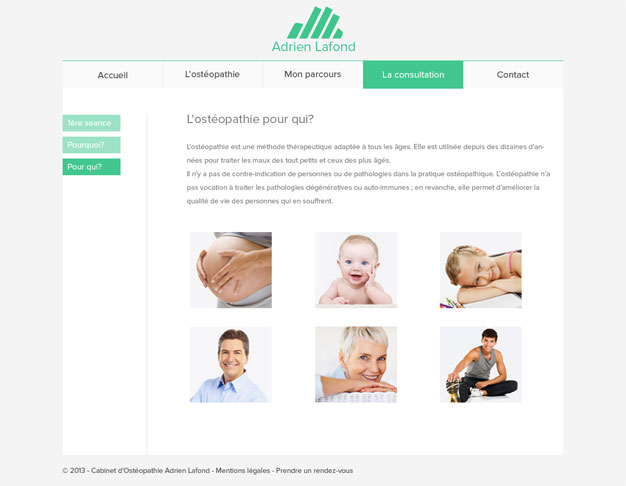 Adrien Lafond
Accueil
L'ostéopathie
Mon parcours
La consultation
Contact
1ère seance
Pourquoi?
Pour qui?
L'ostéopathie pour qui?
L'ostéopathie est une méthode thérapeutique adaptée à tous les âges. Elle est utilisée depuis des dizaines d'an-
nées pour traiter les maux des tout petits et ceux des plus âgés.
Il n'y a pas de contre-indication de personnes ou de pathologies dans la pratique ostéopathique. L'ostéopathie n'a
pas vocation à traiter les pathologies dégénératives ou auto-immunes ; en revanche, elle permet d'améliorer la
qualité de vie des personnes qui en souffrent.
© 2013 - Cabinet d'Ostéopathie Adrien Lafond - Mentions légales - Prendre un rendez-vous